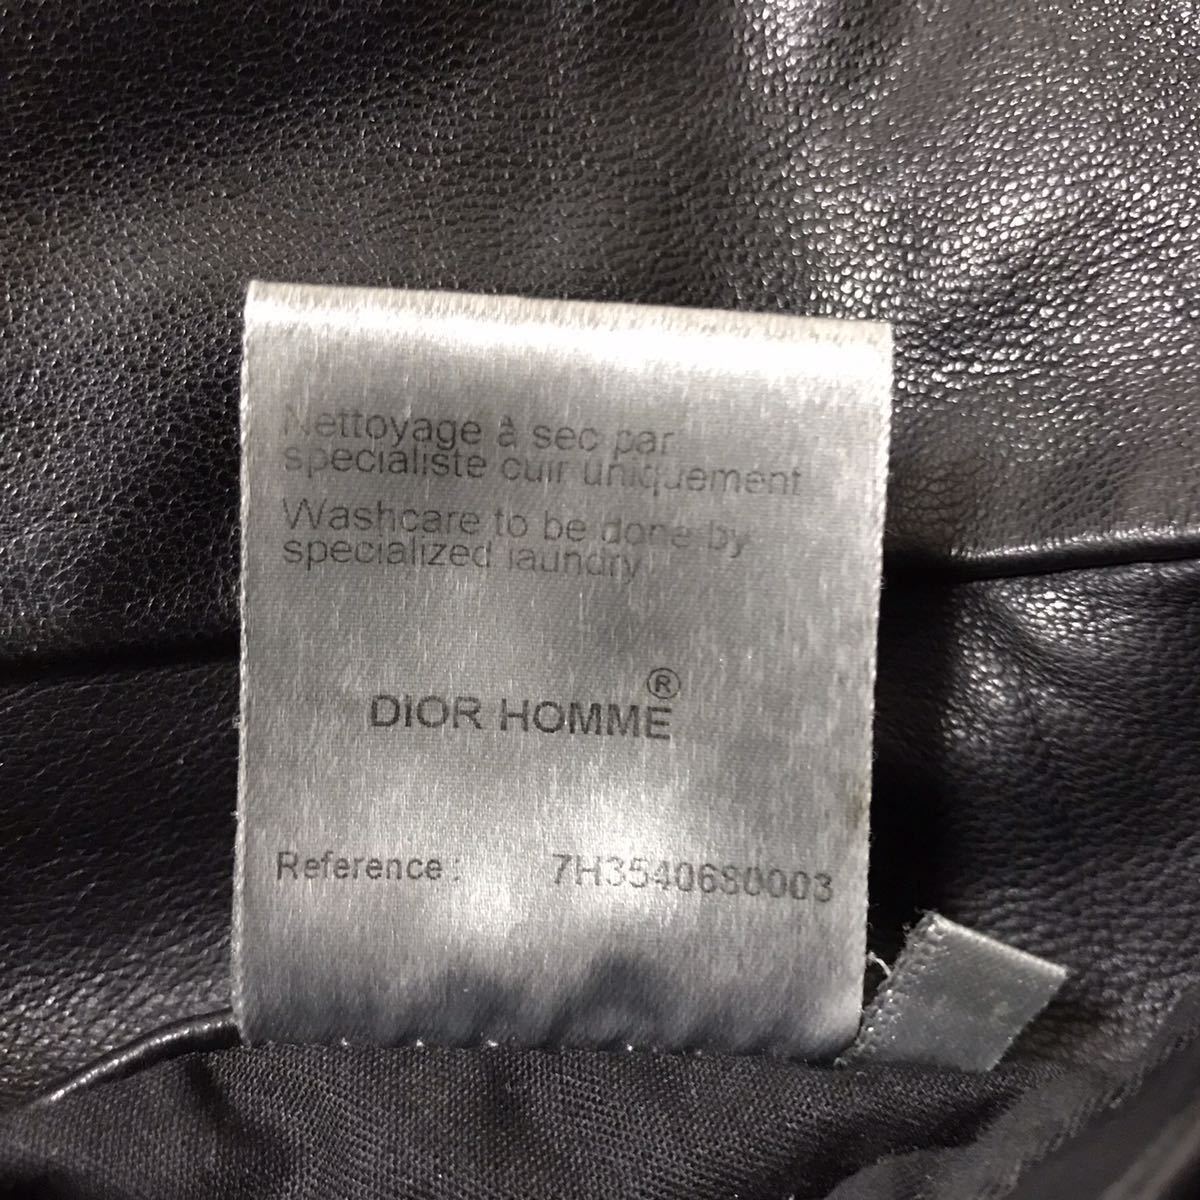 Nettoyage à sec par
specialiste cuir uniquement
Washcare to be done by
specialized laundry
DIOR HOMME®
Reference : 7H3540680003